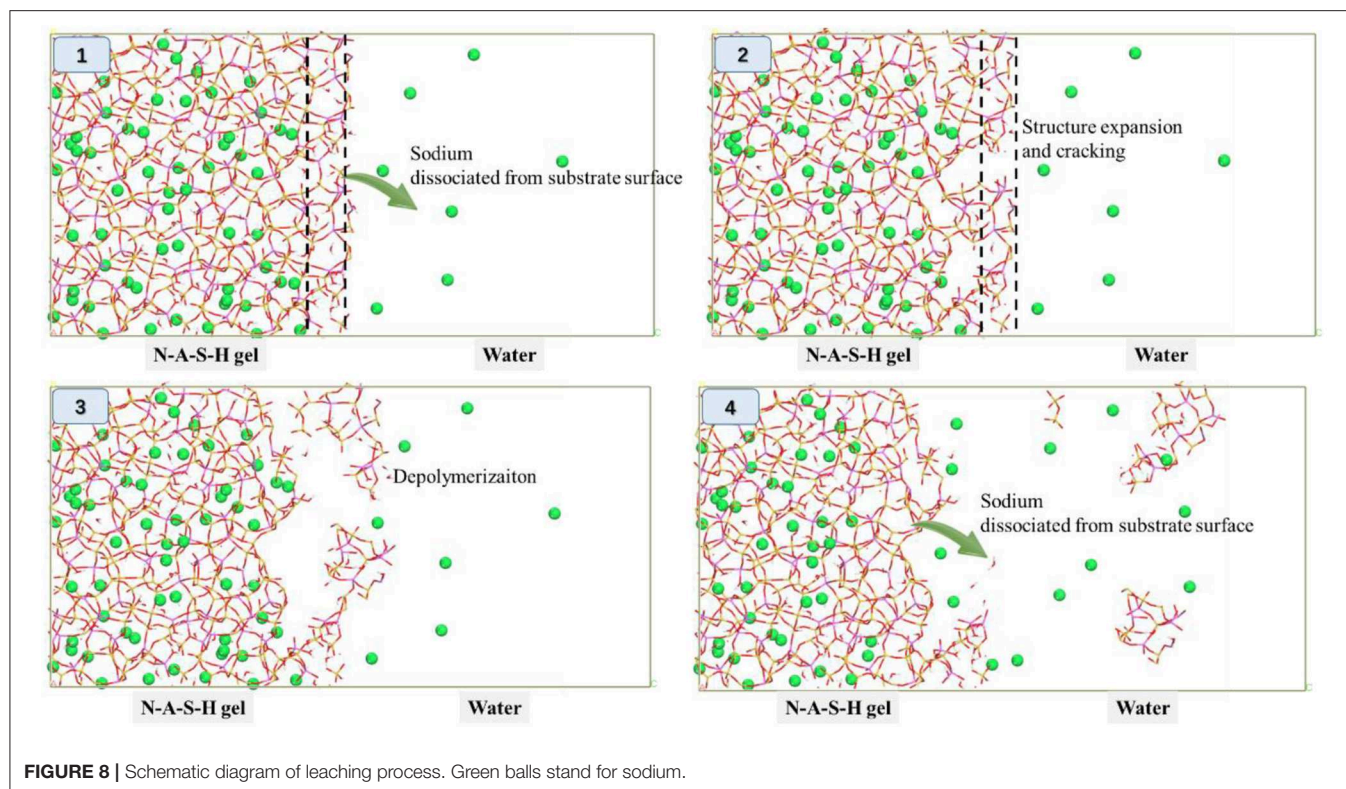 1
Sodium
dissociated from substrate surface
N-A-S-H gel
Water
2
Structure expansion
and cracking
N-A-S-H gel
Water
3
Depolymerizaiton
N-A-S-H gel
Water
4
Sodium
dissociated from substrate surface
N-A-S-H gel
Water
FIGURE 8 | Schematic diagram of leaching process. Green balls stand for sodium.